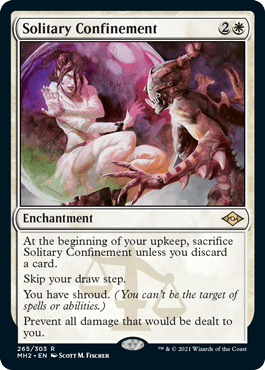 Solitary Confinement 2
Enchantment
At the beginning of your upkeep, sacrifice
Solitary Confinement unless you discard
a card.
Skip your draw step.
You have shroud. (You can't be the target of
spells or abilities.)
Prevent all damage that would be dealt to
you.
265/303 R
MH2 • EN Scott M. Fischer ™ & © 2021 Wizards of the Coast